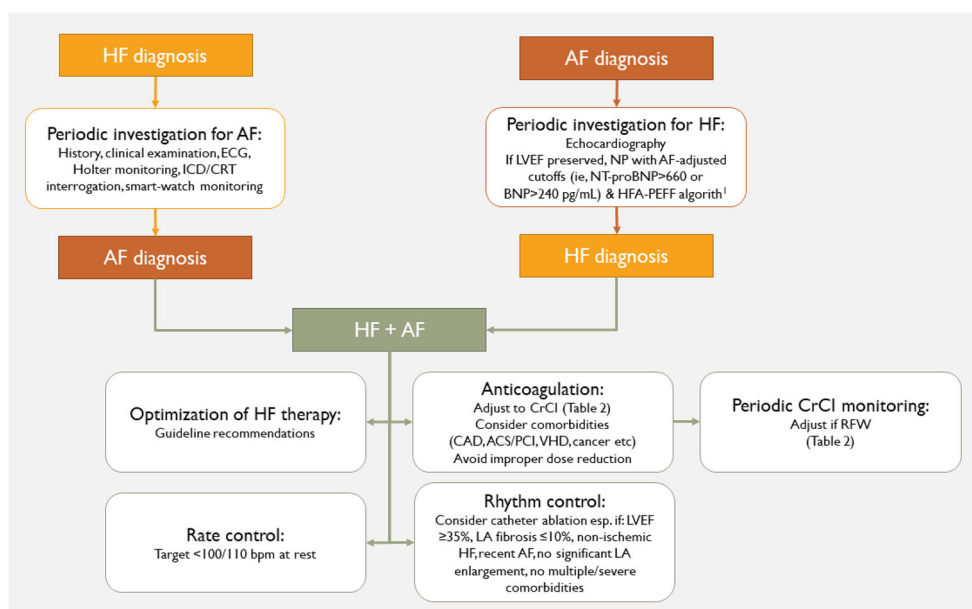 HF diagnosis
AF diagnosis
Periodic investigation for AF:
History, clinical examination, ECG,
Holter monitoring, ICD/CRT
interrogation, smart-watch monitoring
Periodic investigation for HF:
Echocardiography
If LVEF preserved, NP with AF-adjusted
cutoffs (ie, NT-proBNP>660 or
BNP>240 pg/mL) & HFA-PEFF algorith¹
AF diagnosis
HF diagnosis
HF + AF
Optimization of HF therapy:
Guideline recommendations
Anticoagulation:
Adjust to CrCl (Table 2)
Consider comorbidities
(CAD, ACS/PCI, VHD, cancer etc)
Avoid improper dose reduction
Periodic CrCl monitoring:
Adjust if RFW
(Table 2)
Rate control:
Target <100/110 bpm at rest
Rhythm control:
Consider catheter ablation esp. if: LVEF
≥35%, LA fibrosis ≤10%, non-ischemic
HF, recent AF, no significant LA
enlargement, no multiple/severe
comorbidities